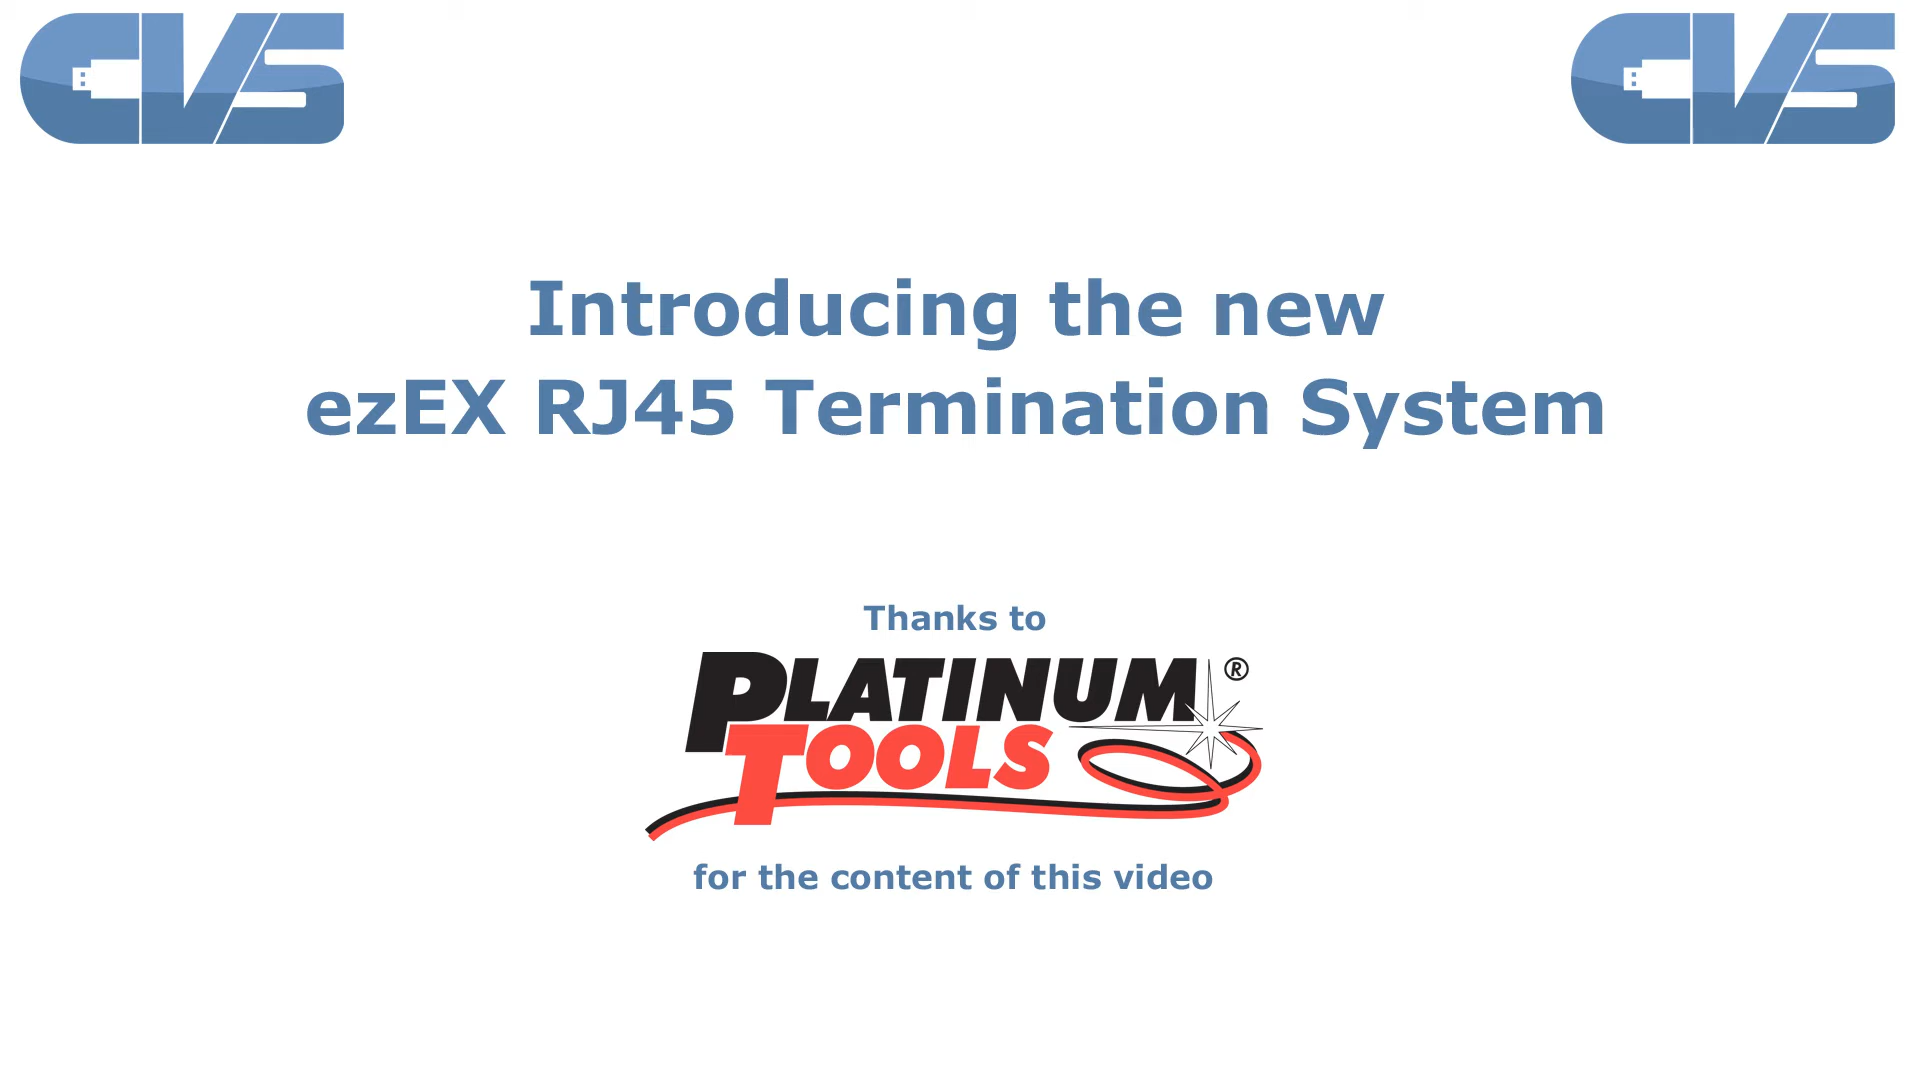 CVS CVS
Introducing the new
ezEX RJ45 Termination System
Thanks to
PLATINUM ®
TOOLS
for the content of this video